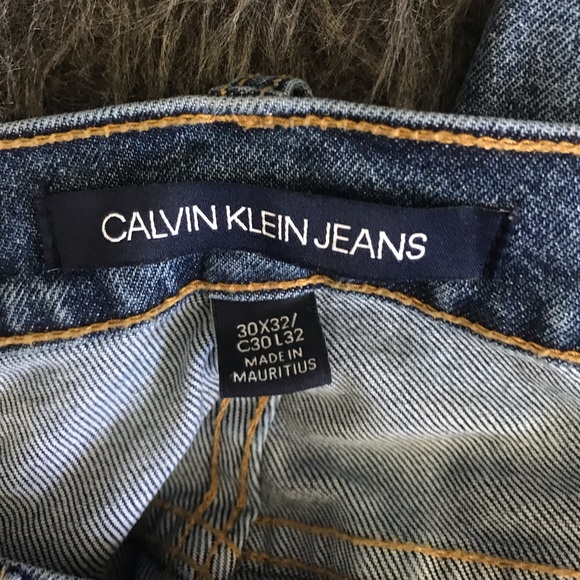 CALVIN KLEIN JEANS
30X32/
C30 L32
MADE IN
MAURITIUS